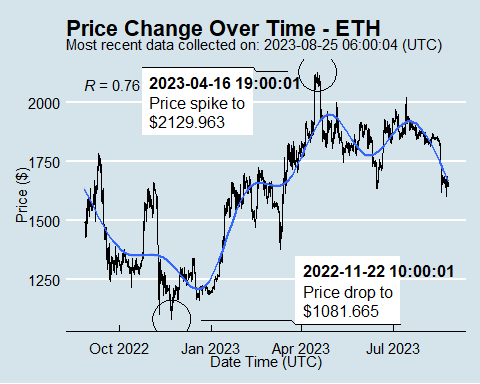 Price Change Over Time - ETH
Most recent data collected on: 2023-08-25 06:00:04 (UTC)
R = 0.76
2023-04-16 19:00:01
Price spike to
$2129.963
2000
1750
1500
1250
Price ($)
2022-11-22 10:00:01
Price drop to
$1081.665
Oct 2022
Jan 2023
Apr 2023
Jul 2023
Date Time (UTC)